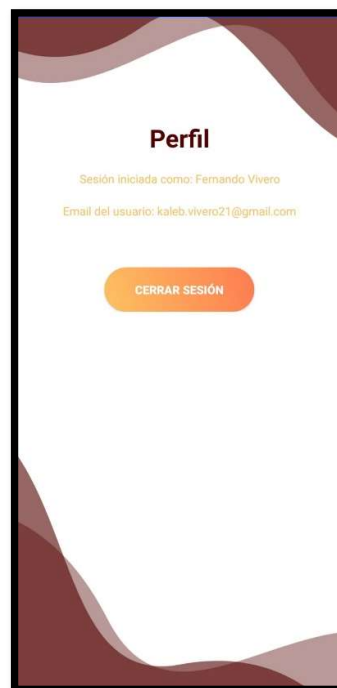 Perfil
Sesión iniciada como: Fernando Vivero
Email del usuario: kaleb.vivero21@gmail.com
CERRAR SESIÓN